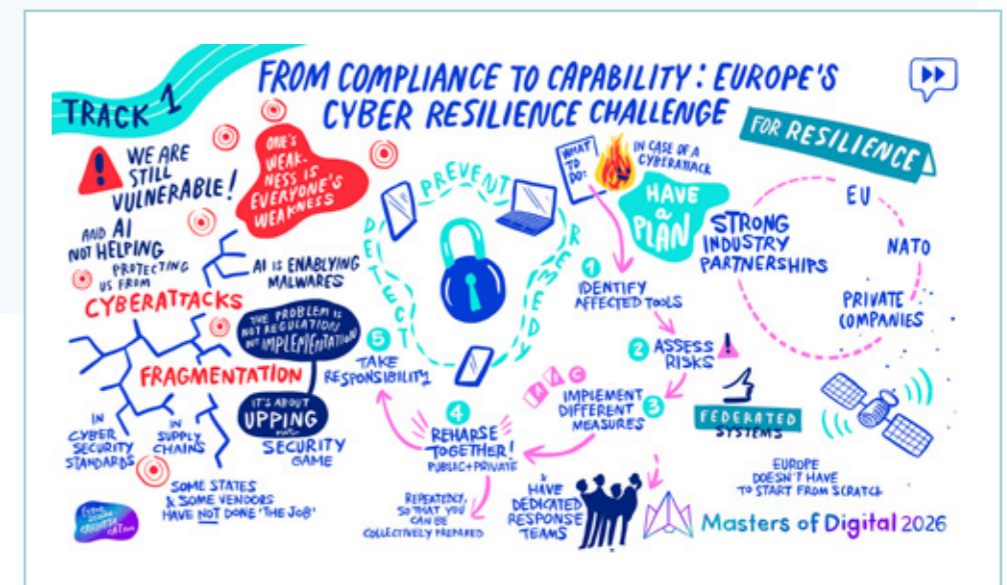 TRACK 1
FROM COMPLIANCE TO CAPABILITY: EUROPE'S
CYBER RESILIENCE CHALLENGE
WE ARE
STILL
VULNERABLE!
AND AI
NOT HELPING
PROTECTING
US FROM
CYBERATTACKS
ONE'S
WEAK-
NESS IS
EVERYONE'S
WEAKNESS
AI IS ENABLYING
MALWARES
THE PROBLEM IS
NOT REGULATION
BUT IMPLEMENTATION
FRAGMENTATION
IN
CYBER
SECURITY
STANDARDS
IN
SUPPLY
CHAINS
IT'S ABOUT
UPPING
SECURITY
GAME
SOME STATES
& SOME VENDORS
HAVE NOT DONE 'THE JOB'
DETECT
PREVENT
REMEDY
WHAT
TO
DO:
IN CASE OF A
CYBERATTACK
HAVE
a
PLAN
1
IDENTIFY
AFFECTED TOOLS
2 ASSESS
RISKS
IMPLEMENT
DIFFERENT
MEASURES
3
4
REHARSE
TOGETHER!
PUBLIC+PRIVATE
REPEATEDLY,
SO THAT YOU
CAN BE
COLLECTIVELY PREPARED
5
TAKE
RESPONSIBILITY
& HAVE
DEDICATED
RESPONSE
TEAMS
FOR RESILIENCE
STRONG
INDUSTRY
PARTNERSHIPS
EU
NATO
PRIVATE
COMPANIES
FEDERATED
SYSTEMS
EUROPE
DOESN'T HAVE
TO START FROM SCRATCH
Masters of Digital 2026